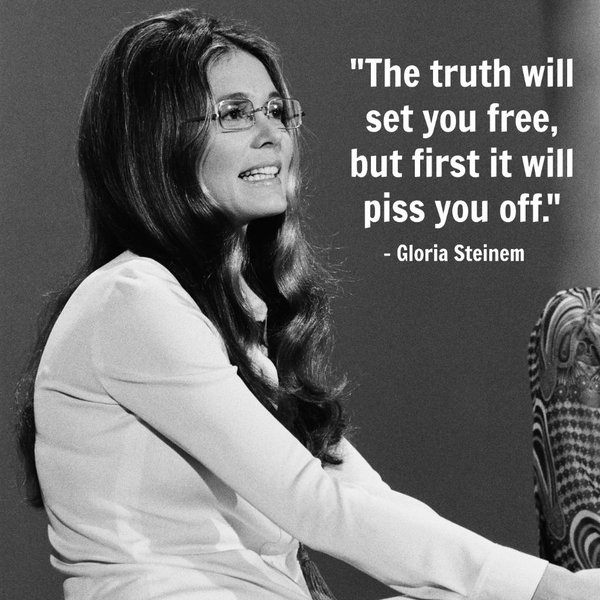 "The truth will
set you free,
but first it will
piss you off."
- Gloria Steinem